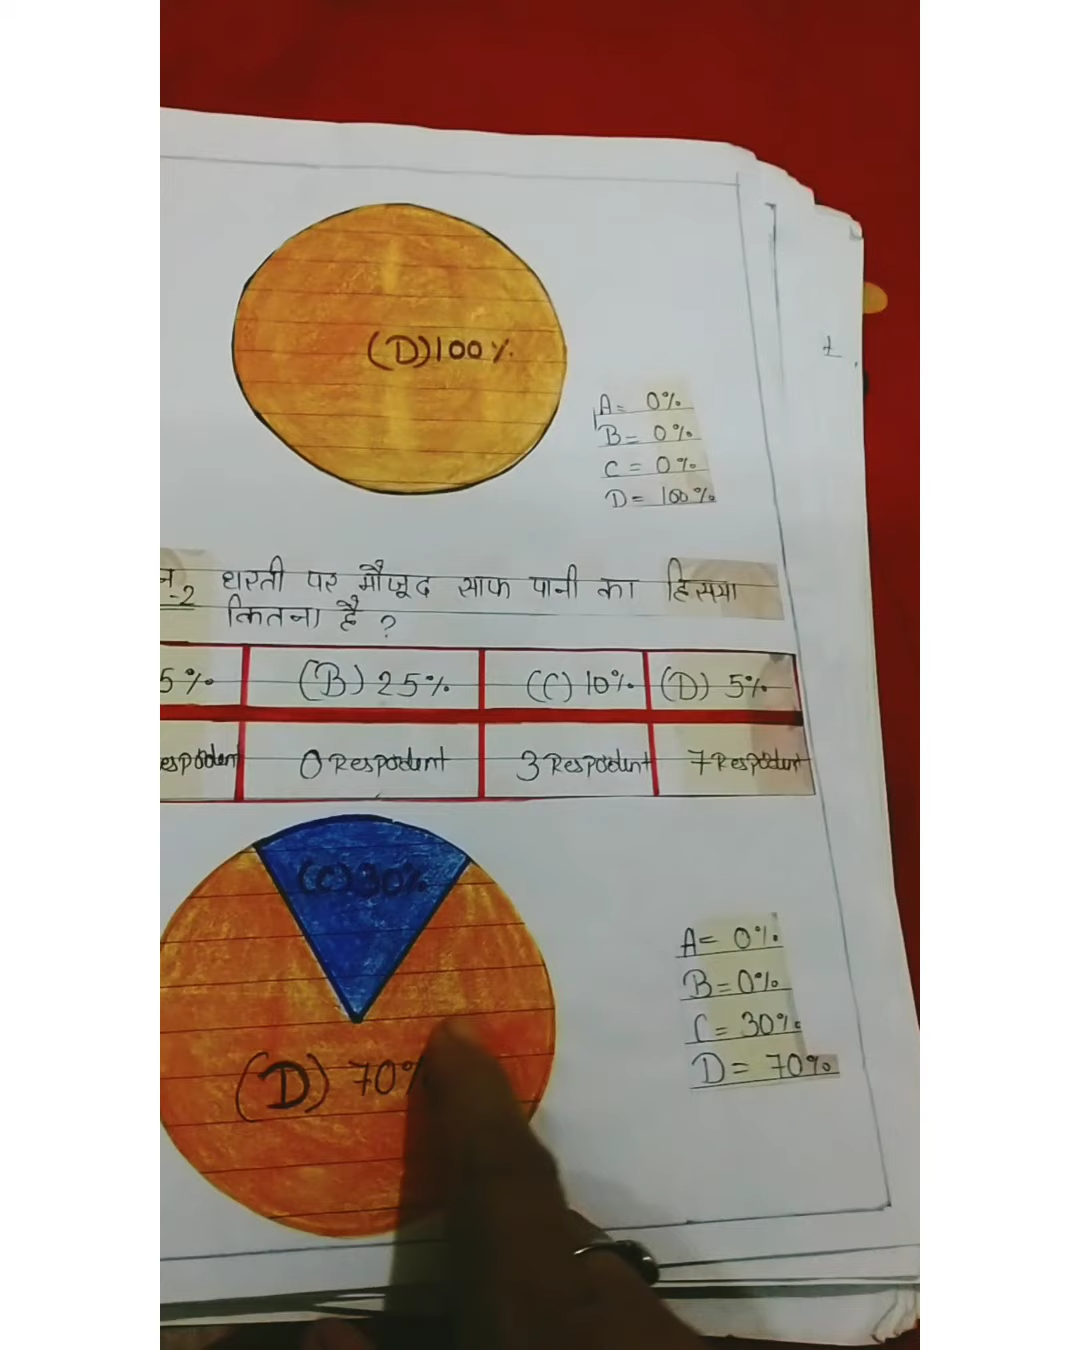 (D)100%
A= 0%
B= 0%
C = 0%
D= 100%
2 धरती पर मौजूद साफ पानी का हिस्सा
कितना है ?
5% (B) 25% (C) 10% (D) 5%
0 Respodent 3 Respodent 7 Respodent
(C) 30%
(D) 70%
A= 0%
B=0%
C= 30%
D= 70%